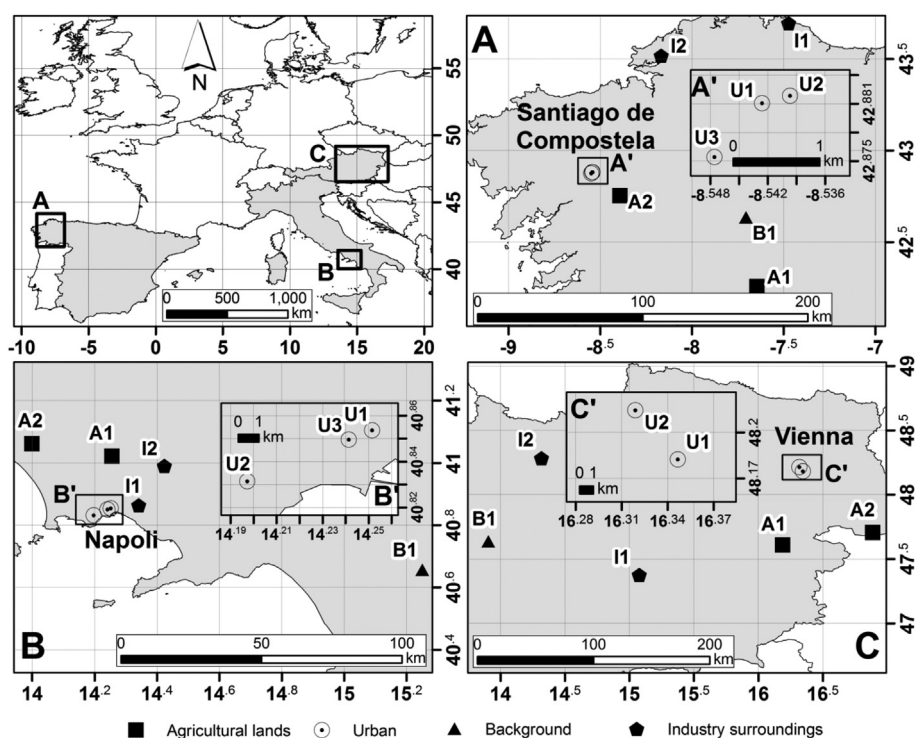 N
A
B
C
0 500 1,000
km
55
50
45
40
-10 -5 0 5 10 15 20
A
I2
I1
Santiago de
Compostela
A'
A2
B1
A1
A'
U1
U2
U3
0 1
km
42.881
42.875
-8.548 -8.542 -8.536
0 100 200
km
43.5
43
42.5
-9 -8.5 -8 -7.5 -7
A2
A1
I2
I1
B'
Napoli
B1
0 1
km
U1
U3
U2
B'
40.86
40.84
40.82
14.19 14.21 14.23 14.25
B
0 50 100
km
41.2
41
40.8
40.6
40.4
14 14.2 14.4 14.6 14.8 15 15.2
C'
U2
U1
0 1
km
48.2
48.17
16.28 16.31 16.34 16.37
Vienna
C'
I2
B1
I1
A1
A2
0 100 200
km
C
49
48.5
48
47.5
47
14 14.5 15 15.5 16 16.5
Agricultural lands Urban Background Industry surroundings